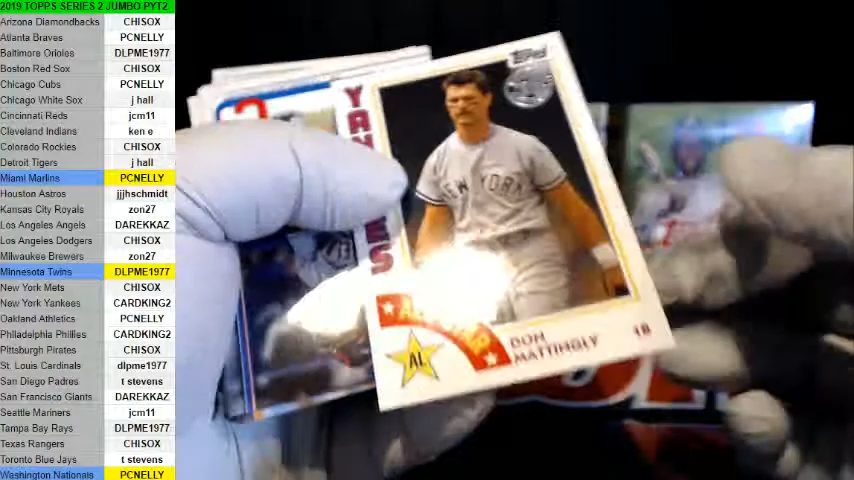 2019 TOPPS SERIES 2 JUMBO PYT2
Arizona Diamondbacks CHISOX
Atlanta Braves PCNELLY
Baltimore Orioles DLPME1977
Boston Red Sox CHISOX
Chicago Cubs PCNELLY
Chicago White Sox j hall
Cincinnati Reds jcm11
Cleveland Indians ken e
Colorado Rockies CHISOX
Detroit Tigers j hall
Miami Marlins PCNELLY
Houston Astros jjjhschmidt
Kansas City Royals zon27
Los Angeles Angels DAREKKAZ
Los Angeles Dodgers CHISOX
Milwaukee Brewers zon27
Minnesota Twins DLPME1977
New York Mets CHISOX
New York Yankees CARDKING2
Oakland Athletics PCNELLY
Philadelphia Phillies CARDKING2
Pittsburgh Pirates CHISOX
St. Louis Cardinals dlpme1977
San Diego Padres t stevens
San Francisco Giants DAREKKAZ
Seattle Mariners jcm11
Tampa Bay Rays DLPME1977
Texas Rangers CHISOX
Toronto Blue Jays t stevens
Washington Nationals PCNELLY
TOPPS
NEW YORK
AL
DON
MATTINGLY
1B